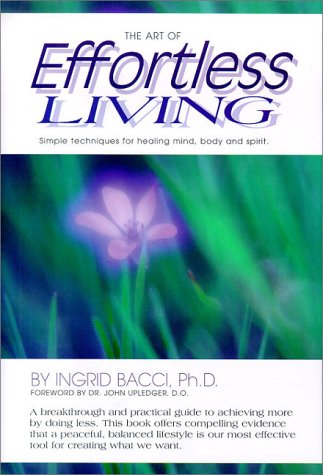 THE ART OF
Effortless
LIVING
Simple techniques for healing mind, body and spirit.
BY INGRID BACCI, Ph.D.
FOREWORD BY DR. JOHN UPLEDGER, D.O.
A breakthrough and practical guide to achieving more
by doing less. This book offers compelling evidence
that a peaceful, balanced lifestyle is our most effective
tool for creating what we want.